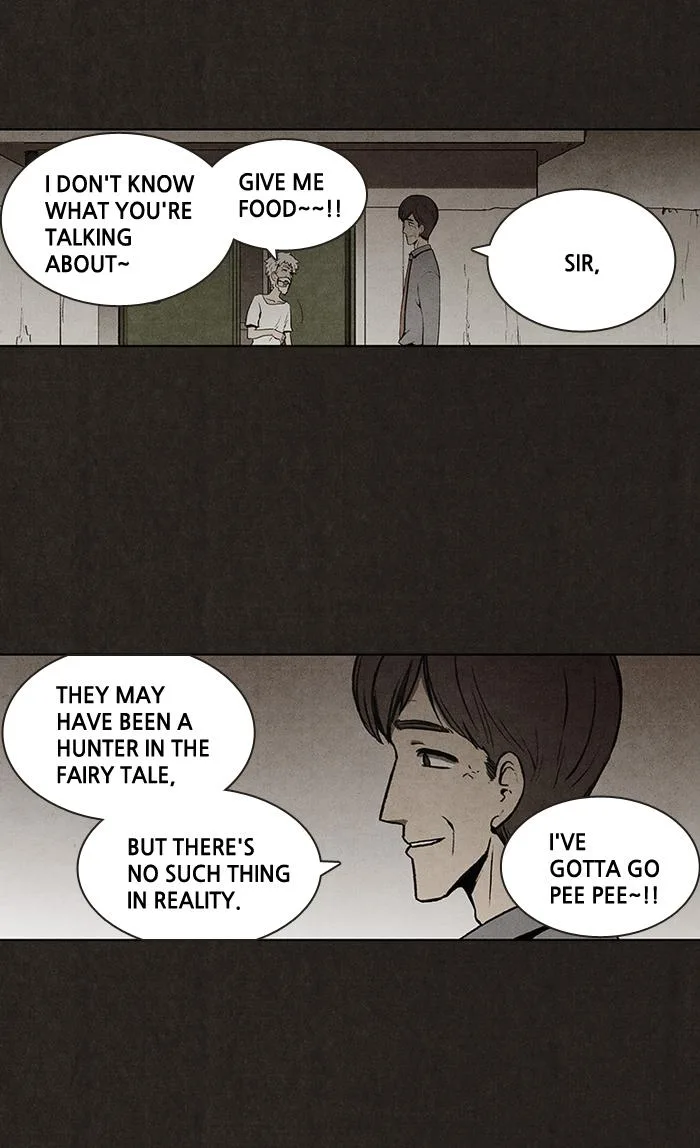 I DON'T KNOW
WHAT YOU'RE
TALKING
ABOUT~
GIVE ME
FOOD~~!!
SIR,
THEY MAY
HAVE BEEN A
HUNTER IN THE
FAIRY TALE,
BUT THERE'S
NO SUCH THING
IN REALITY.
I'VE
GOTTA GO
PEE PEE~!!